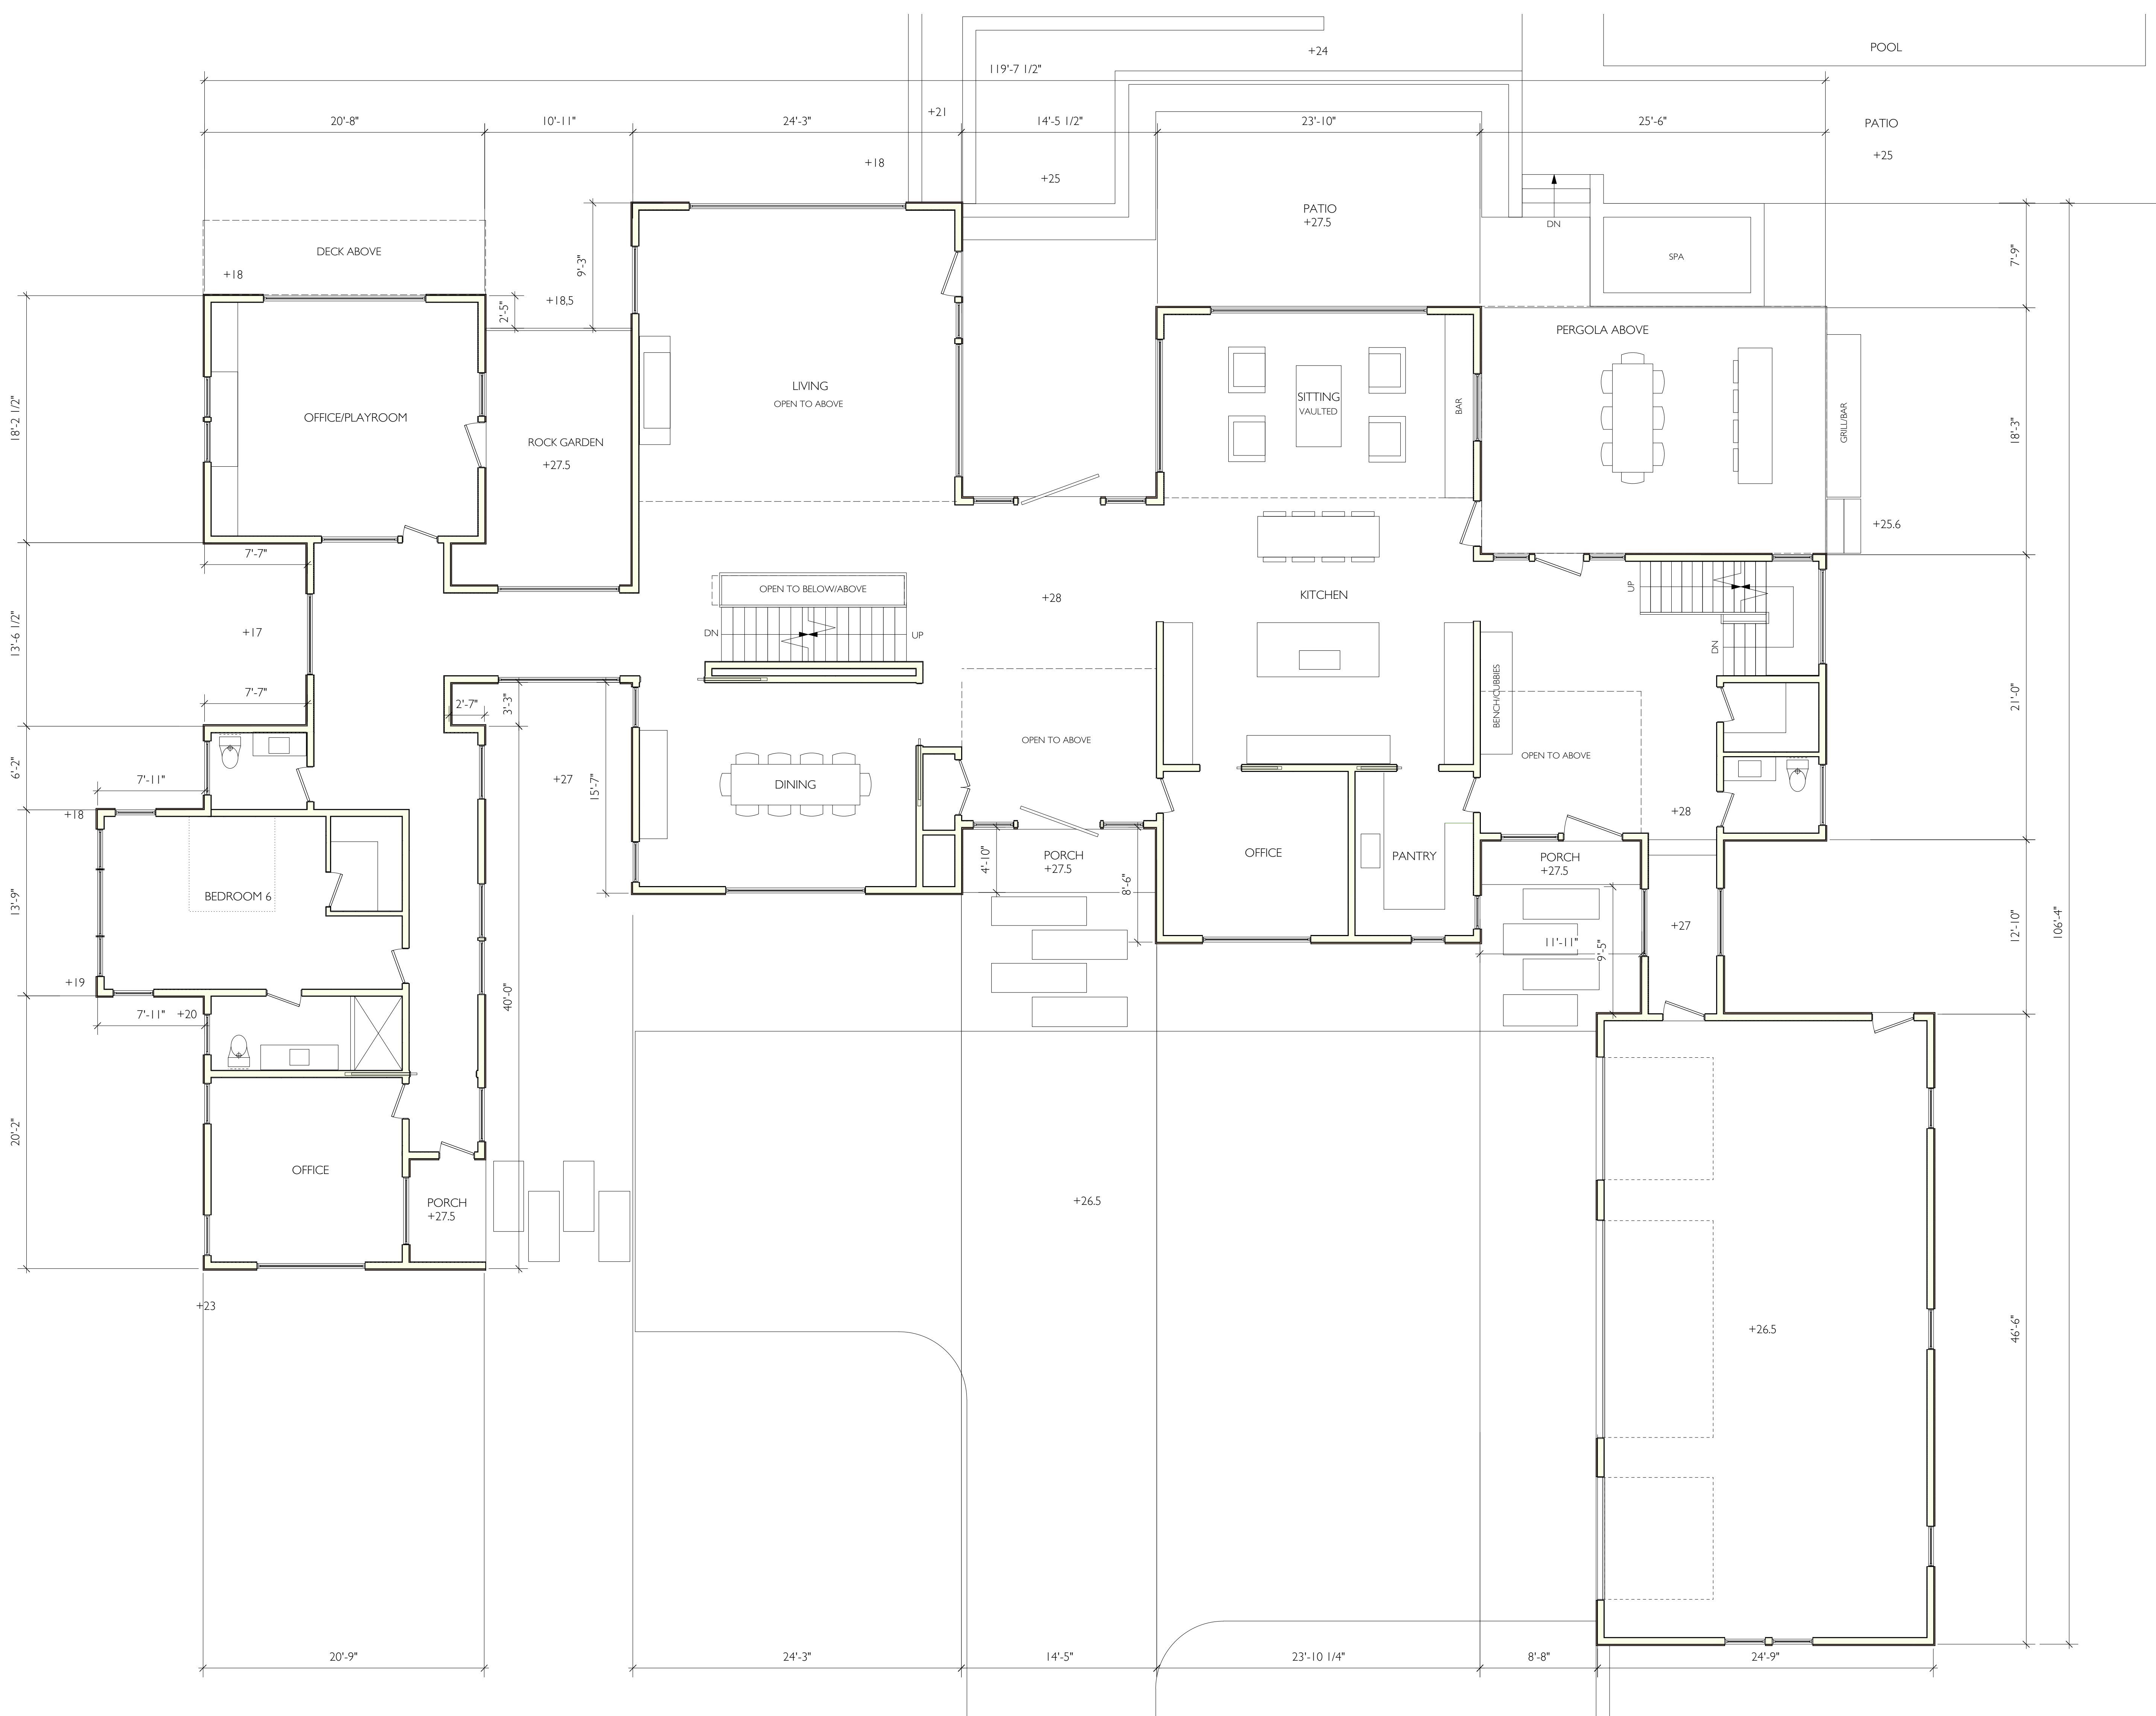 POOL
+24
119'-7 1/2"
+21
20'-8"
10'-11"
24'-3"
14'-5 1/2"
23'-10"
25'-6"
PATIO
+25
+18
+25
PATIO
+27.5
DN
DECK ABOVE
+18
9'-3"
+18,5
2'-5"
SPA
7'-9"
PERGOLA ABOVE
LIVING
OPEN TO ABOVE
SITTING
VAULTED
BAR
GRILL/BAR
18'-2 1/2"
OFFICE/PLAYROOM
ROCK GARDEN
+27.5
18'-3"
+25.6
7'-7"
OPEN TO BELOW/ABOVE
+28
KITCHEN
UP
13'-6 1/2"
+17
DN
UP
DN
7'-7"
2'-7"
3'-3"
BENCH/CUBBIES
21'-0"
OPEN TO ABOVE
OPEN TO ABOVE
6'-2"
7'-11"
+27
15'-7"
DINING
+18
+28
4'-10"
PORCH
+27.5
8'-6"
OFFICE
PANTRY
PORCH
+27.5
13'-9"
BEDROOM 6
+27
12'-10"
106'-4"
11'-11"
9'-5"
+19
7'-11"
+20
40'-0"
20'-2"
OFFICE
PORCH
+27.5
+26.5
+23
+26.5
46'-6"
20'-9"
24'-3"
14'-5"
23'-10 1/4"
8'-8"
24'-9"